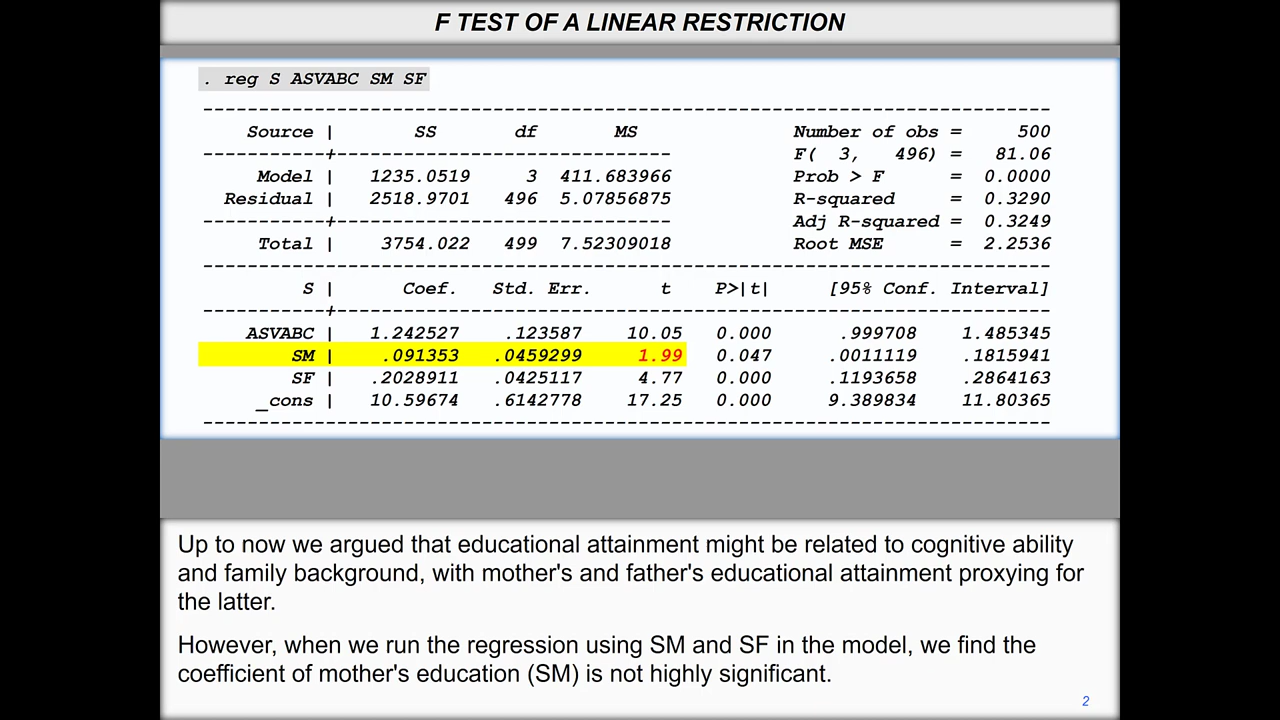 F TEST OF A LINEAR RESTRICTION
. reg S ASVABC SM SF
--------------------------------------------------------------------------
Source | SS df MS Number of obs = 500
-----------+------------------------------ F( 3, 496) = 81.06
Model | 1235.0519 3 411.683966 Prob > F = 0.0000
Residual | 2518.9701 496 5.07856875 R-squared = 0.3290
-----------+------------------------------ Adj R-squared = 0.3249
Total | 3754.022 499 7.52309018 Root MSE = 2.2536
--------------------------------------------------------------------------
S | Coef. Std. Err. t P>|t| [95% Conf. Interval]
-----------+--------------------------------------------------------------
ASVABC | 1.242527 .123587 10.05 0.000 .999708 1.485345
SM | .091353 .0459299 1.99 0.047 .0011119 .1815941
SF | .2028911 .0425117 4.77 0.000 .1193658 .2864163
_cons | 10.59674 .6142778 17.25 0.000 9.389834 11.80365
--------------------------------------------------------------------------
Up to now we argued that educational attainment might be related to cognitive ability
and family background, with mother's and father's educational attainment proxying for
the latter.
However, when we run the regression using SM and SF in the model, we find the
coefficient of mother's education (SM) is not highly significant.
2